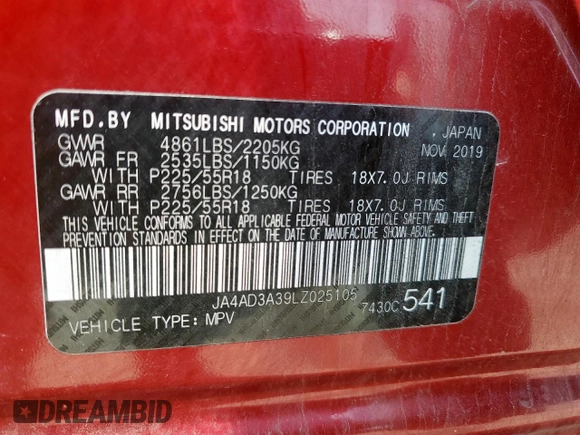 MFD.BY MITSUBISHI MOTORS CORPORATION . JAPAN
GVWR 4861LBS/2205KG NOV 2019
GAWR FR 2535LBS/1150KG
WITH P225/55R18 TIRES 18X7.0J RIMS
GAWR RR 2756LBS/1250KG
WITH P225/55R18 TIRES 18X7.0J RIMS
THIS VEHICLE CONFORMS TO ALL APPLICABLE FEDERAL MOTOR VEHICLE SAFETY AND THEFT
PREVENTION STANDARDS IN EFFECT ON THE DATE OF MANUFACTURE SHOWN ABOVE.
JA4AD3A39LZ025105
7430C 541
VEHICLE TYPE: MPV
DREAMBID